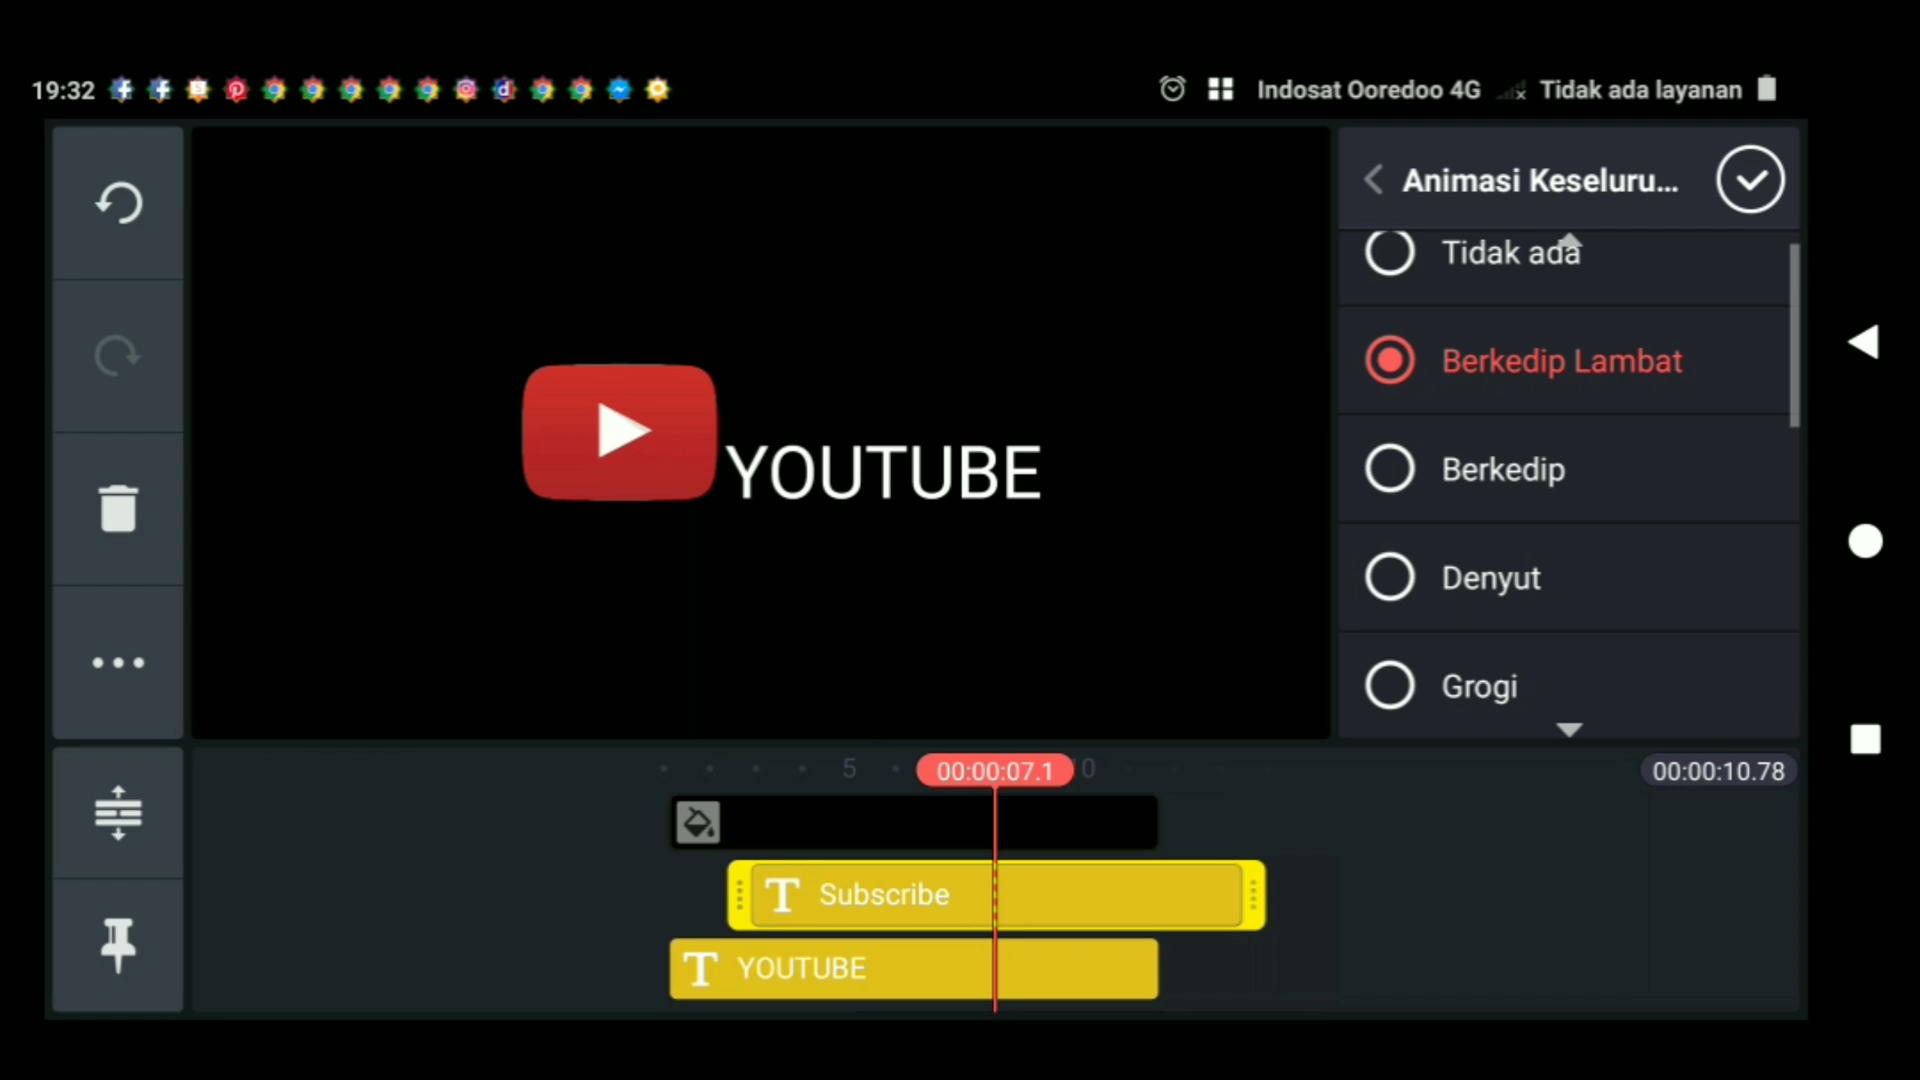 19:32
Indosat Ooredoo 4G
Tidak ada layanan
Animasi Keseluru...
Tidak ada
Berkedip Lambat
Berkedip
Denyut
Grogi
YOUTUBE
5
00:00:07.1
0
00:00:10.78
T Subscribe
T YOUTUBE